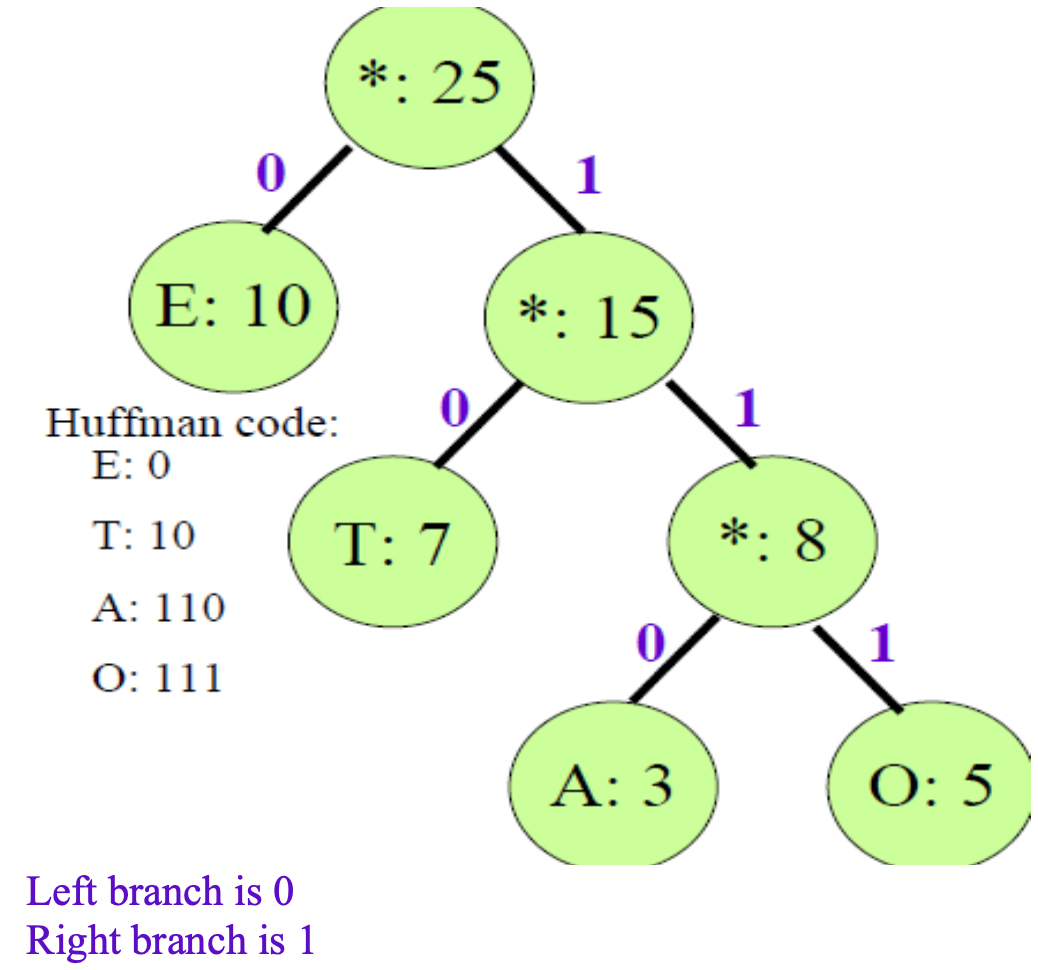 *: 25
0
1
E: 10
*: 15
0
1
Huffman code:
E: 0
T: 10
A: 110
O: 111
T: 7
*: 8
0
1
A: 3
O: 5
Left branch is 0
Right branch is 1